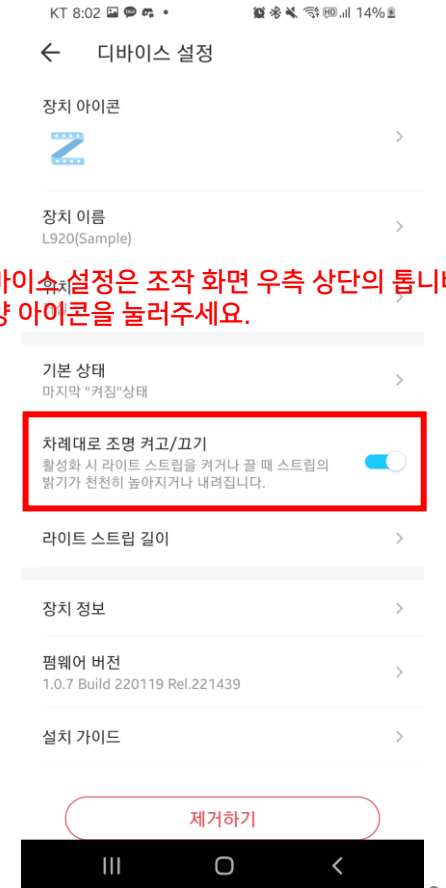 KT 8:02
14%
디바이스 설정
장치 아이콘
장치 이름
L920(Sample)
바이스 설정은 조작 화면 우측 상단의 톱니
양 아이콘을 눌러주세요.
기본 상태
마지막 "켜짐"상태
차례대로 조명 켜고/끄기
활성화 시 라이트 스트립을 켜거나 끌 때 스트립의
밝기가 천천히 높아지거나 내려집니다.
라이트 스트립 길이
장치 정보
펌웨어 버전
1.0.7 Build 220119 Rel.221439
설치 가이드
제거하기